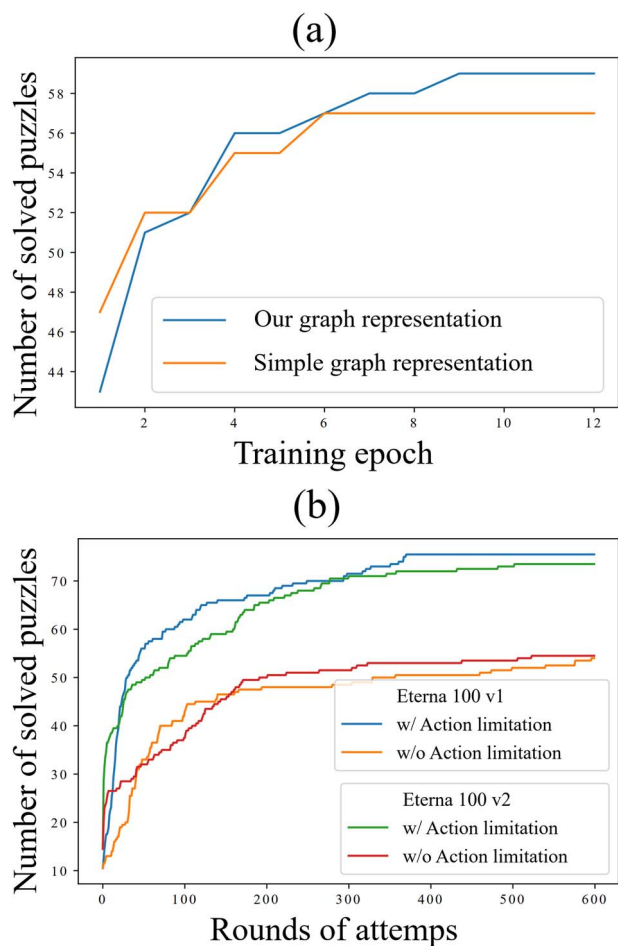 (a)
Number of solved puzzles
58
56
54
52
50
48
46
44
Our graph representation
Simple graph representation
2
4
6
8
10
12
Training epoch
(b)
Number of solved puzzles
70
60
50
40
30
20
10
Eterna 100 v1
w/ Action limitation
w/o Action limitation
Eterna 100 v2
w/ Action limitation
w/o Action limitation
0
100
200
300
400
500
600
Rounds of attemps